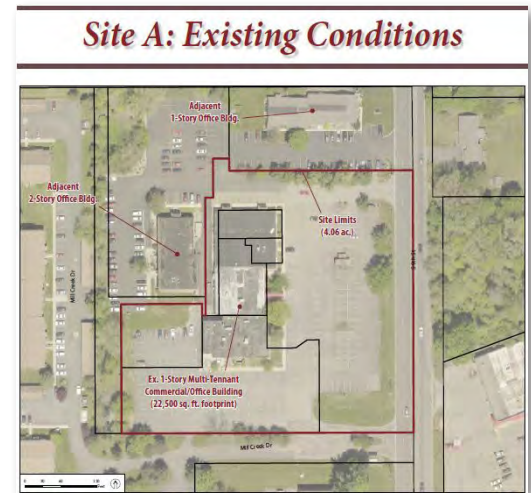 Site A: Existing Conditions
Adjacent
1-Story Office Bldg.
Adjacent
2-Story Office Bldg.
Site Limits
(4.06 ac.)
Mill Creek Dr
Ex. 1-Story Multi-Tennant
Commercial/Office Building
(22,500 sq. ft. footprint)
Mill Creek Dr